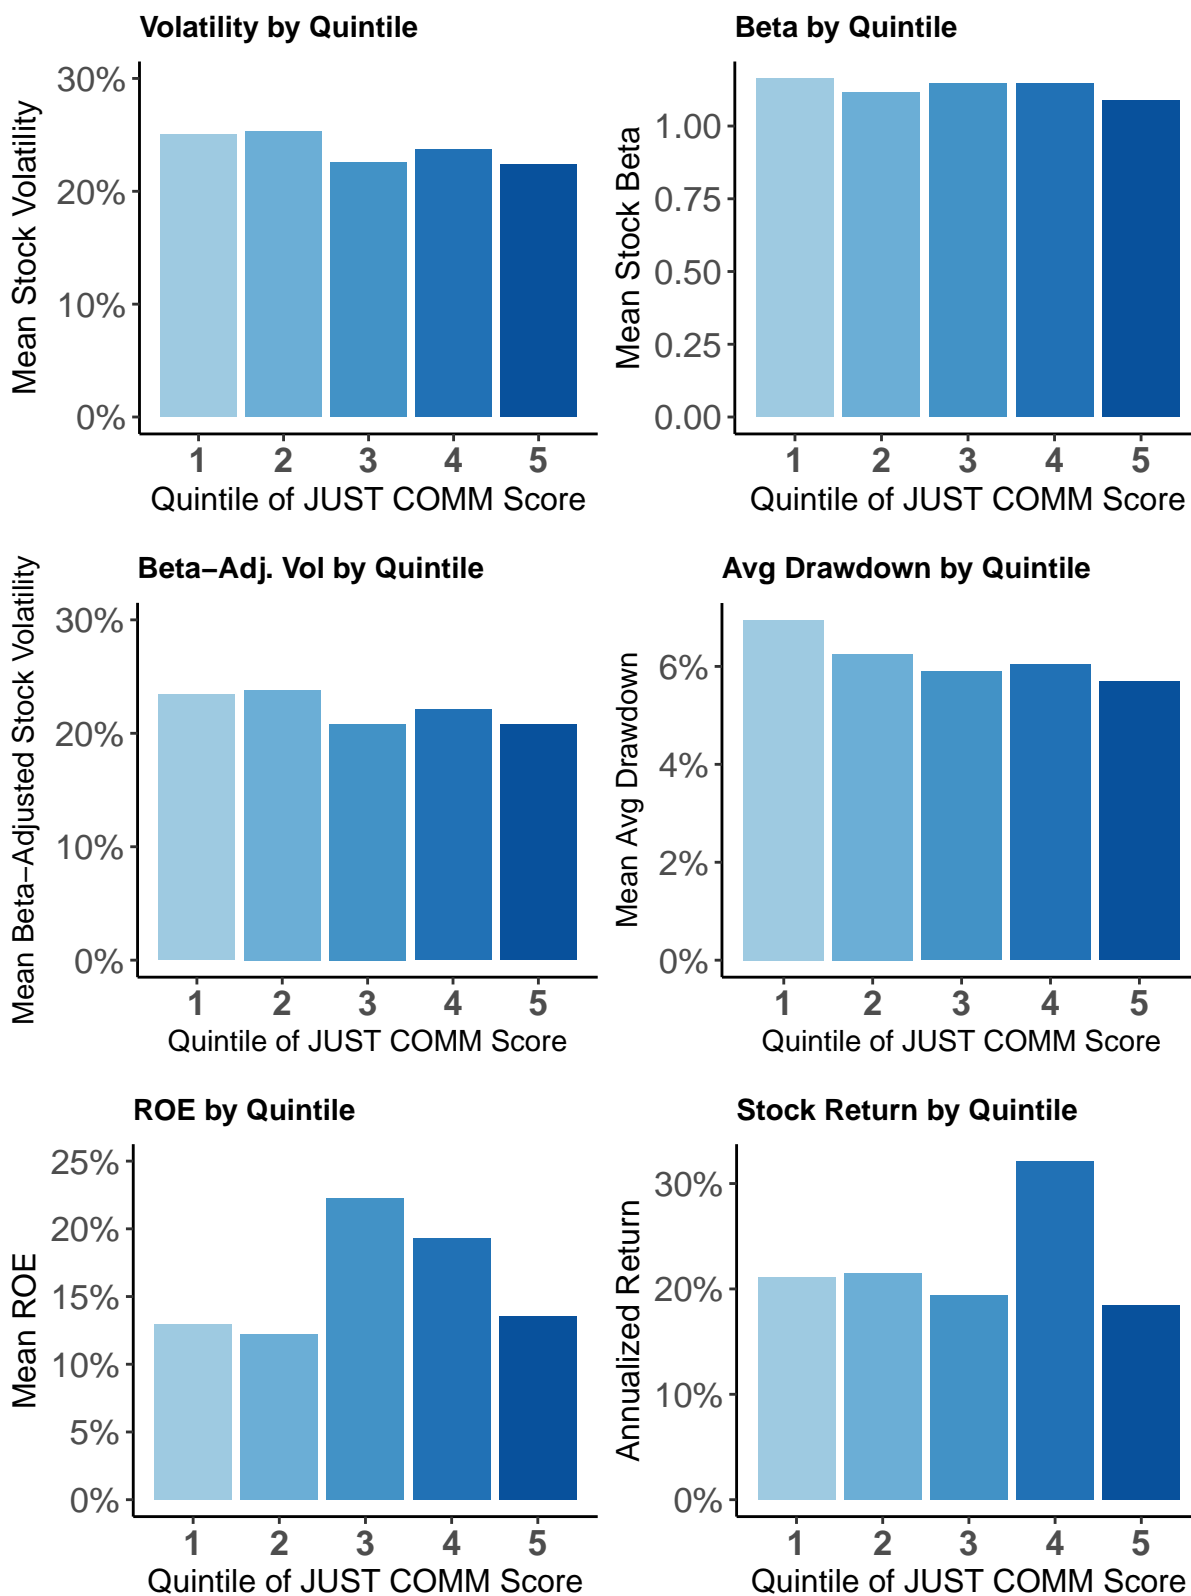 Volatility by Quintile
Mean Stock Volatility
30%
20%
10%
0%
1 2 3 4 5
Quintile of JUST COMM Score
Beta by Quintile
Mean Stock Beta
1.00
0.75
0.50
0.25
0.00
1 2 3 4 5
Quintile of JUST COMM Score
Beta−Adj. Vol by Quintile
Mean Beta−Adjusted Stock Volatility
30%
20%
10%
0%
1 2 3 4 5
Quintile of JUST COMM Score
Avg Drawdown by Quintile
Mean Avg Drawdown
6%
4%
2%
0%
1 2 3 4 5
Quintile of JUST COMM Score
ROE by Quintile
Mean ROE
25%
20%
15%
10%
5%
0%
1 2 3 4 5
Quintile of JUST COMM Score
Stock Return by Quintile
Annualized Return
30%
20%
10%
0%
1 2 3 4 5
Quintile of JUST COMM Score